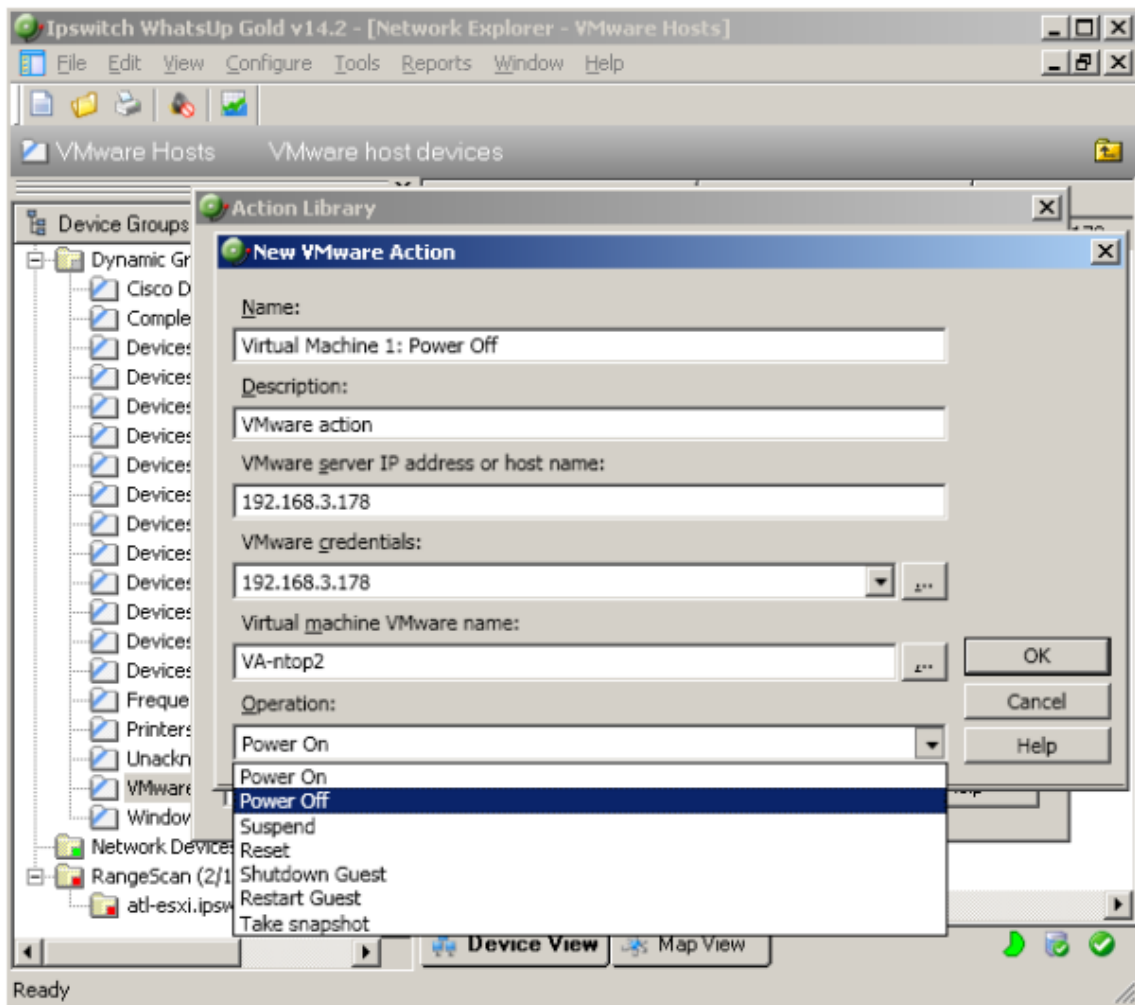 Ipswitch WhatsUp Gold v14.2 - [Network Explorer - VMware Hosts]
File Edit View Configure Tools Reports Window Help
VMware Hosts VMware host devices
Action Library
Device Groups
New VMware Action
Dynamic Gr
Cisco D
Comple
Devices
Devices
Devices
Devices
Devices
Devices
Devices
Devices
Devices
Devices
Devices
Devices
Freque
Printers
Unackn
VMware
Window
Network Devices
RangeScan (2/1
atl-esxi.ipsw
Name:
Virtual Machine 1: Power Off
Description:
VMware action
VMware server IP address or host name:
192.168.3.178
VMware credentials:
192.168.3.178
...
Virtual machine VMware name:
VA-ntop2
...
Operation:
Power On
OK
Cancel
Help
Power On
Power Off
Suspend
Reset
Shutdown Guest
Restart Guest
Take snapshot
Device View Map View
Ready